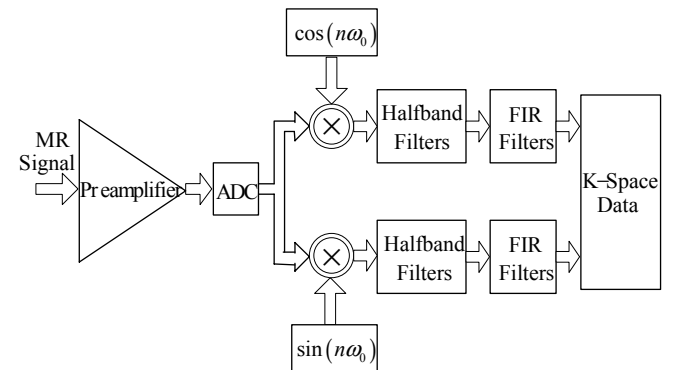 cos(nω₀)
MR
Signal
Preamplifier
ADC
×
Halfband
Filters
FIR
Filters
K-Space
Data
×
Halfband
Filters
FIR
Filters
sin(nω₀)